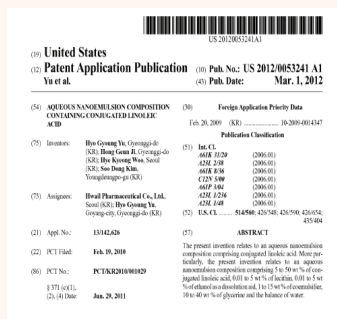 US 20120053241A1
(19) United States
(12) Patent Application Publication (10) Pub. No.: US 2012/0053241 A1
Yu et al. (43) Pub. Date: Mar. 1, 2012
(54) AQUEOUS NANOEMULSION COMPOSITION
CONTAINING CONJUGATED LINOLEIC
ACID
(75) Inventors: Hyo Gyoung Yu, Gyeonggi-do
(KR); Hong Geun Ji, Gyeonggi-do
(KR); Hye Kyeong Woo, Seoul
(KR); Soo Dong Kim,
Youngdeungpo-gu (KR)
(73) Assignees: Hwail Pharmaceutical Co., Ltd.,
Seoul (KR); Hyo Gyoung Yu,
Goyang-city, Gyeonggi-do (KR)
(21) Appl. No.: 13/142,626
(22) PCT Filed: Feb. 19, 2010
(86) PCT No.: PCT/KR2010/001029
§ 371 (c)(1),
(2), (4) Date: Jun. 29, 2011
(30) Foreign Application Priority Data
Feb. 20, 2009 (KR) 10-2009-0014347
Publication Classification
(51) Int. Cl.
A61K 31/20 (2006.01)
A23L 2/38 (2006.01)
A61K 8/36 (2006.01)
C12N 5/00 (2006.01)
A61P 3/04 (2006.01)
A23L 1/236 (2006.01)
A23L 1/48 (2006.01)
(52) U.S. Cl. 514/560; 426/548; 426/590; 426/654;
435/404
(57) ABSTRACT
The present invention relates to an aqueous nanoemulsion
composition comprising conjugated linoleic acid. More par-
ticularly, the present invention relates to an aqueous
nanoemulsion composition comprising 5 to 50 wt % of con-
jugated linoleic acid, 0.01 to 5 wt % of lecithin, 0.01 to 5 wt
% of ethanol as a dissolution aid, 1 to 15 wt % of coemulsifier,
10 to 40 wt % of glycerine and the balance of water.